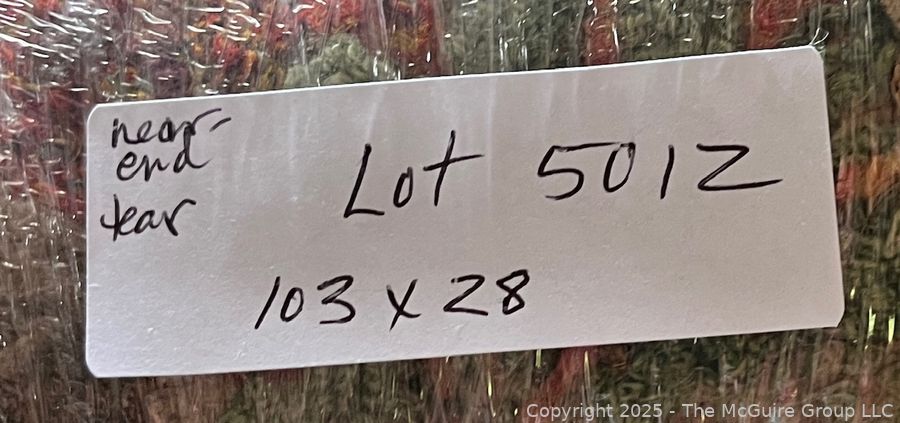 near-
end
tear
Lot 5012
103 x 28
Copyright 2025 - The McGuire Group LLC